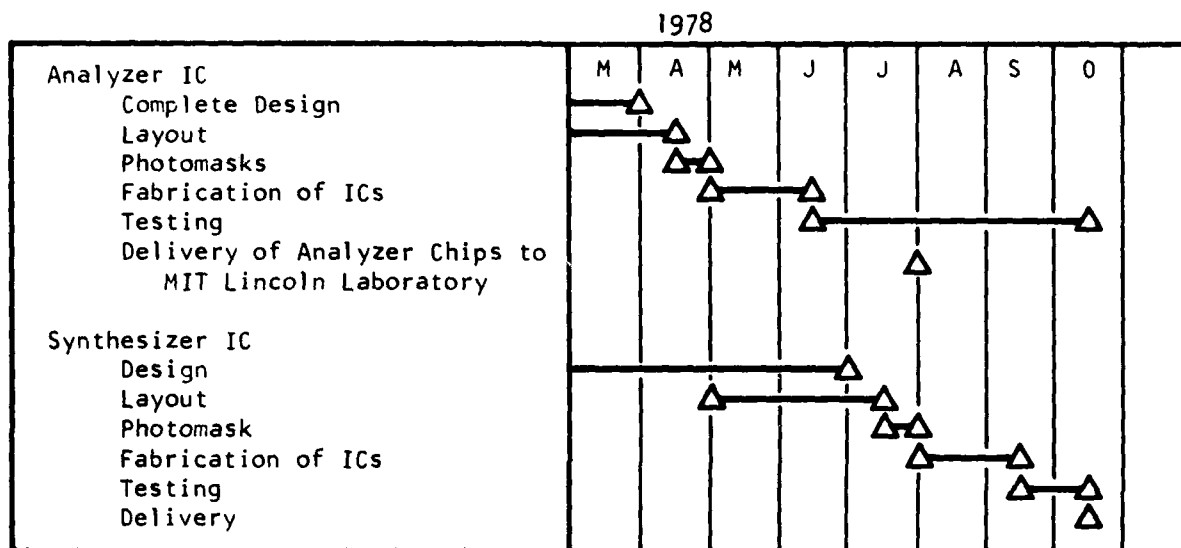 1978
M A M J J A S O
Analyzer IC
Complete Design
Layout
Photomasks
Fabrication of ICs
Testing
Delivery of Analyzer Chips to
MIT Lincoln Laboratory
Synthesizer IC
Design
Layout
Photomask
Fabrication of ICs
Testing
Delivery